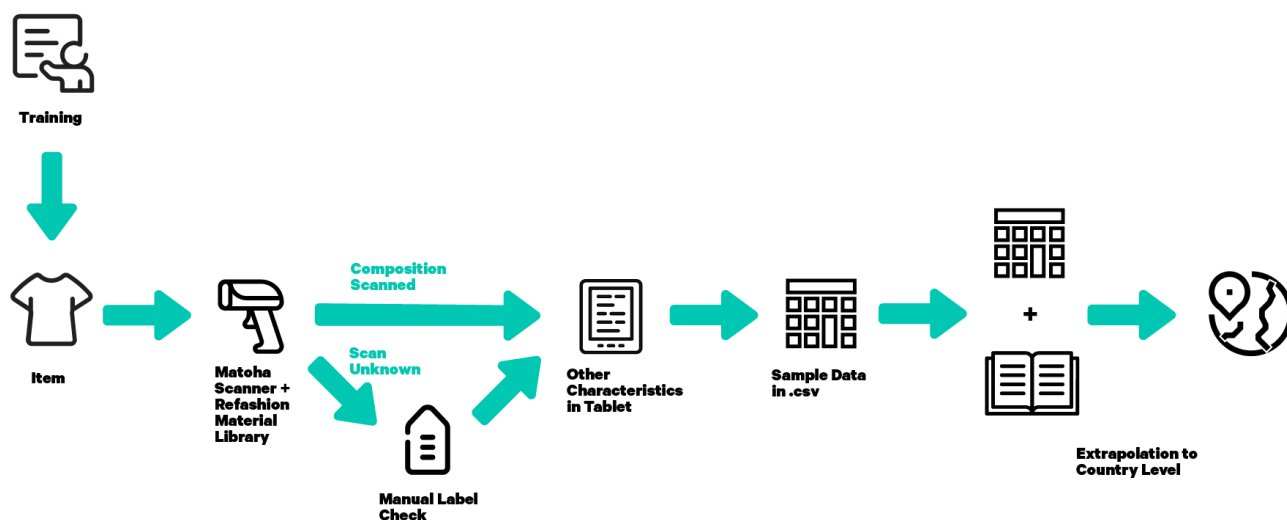 Training
Composition
Scanned
Scan
Unknown
Item
Matoha
Scanner +
Refashion
Material
Library
Manual Label
Check
Other
Characteristics
in Tablet
Sample Data
in .csv
+
Extrapolation to
Country Level